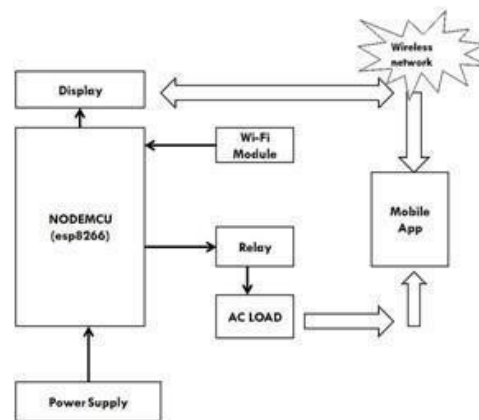 Wireless
network
Display
Wi-Fi
Module
NODEMCU
(esp8266)
Mobile
App
Relay
AC LOAD
Power Supply